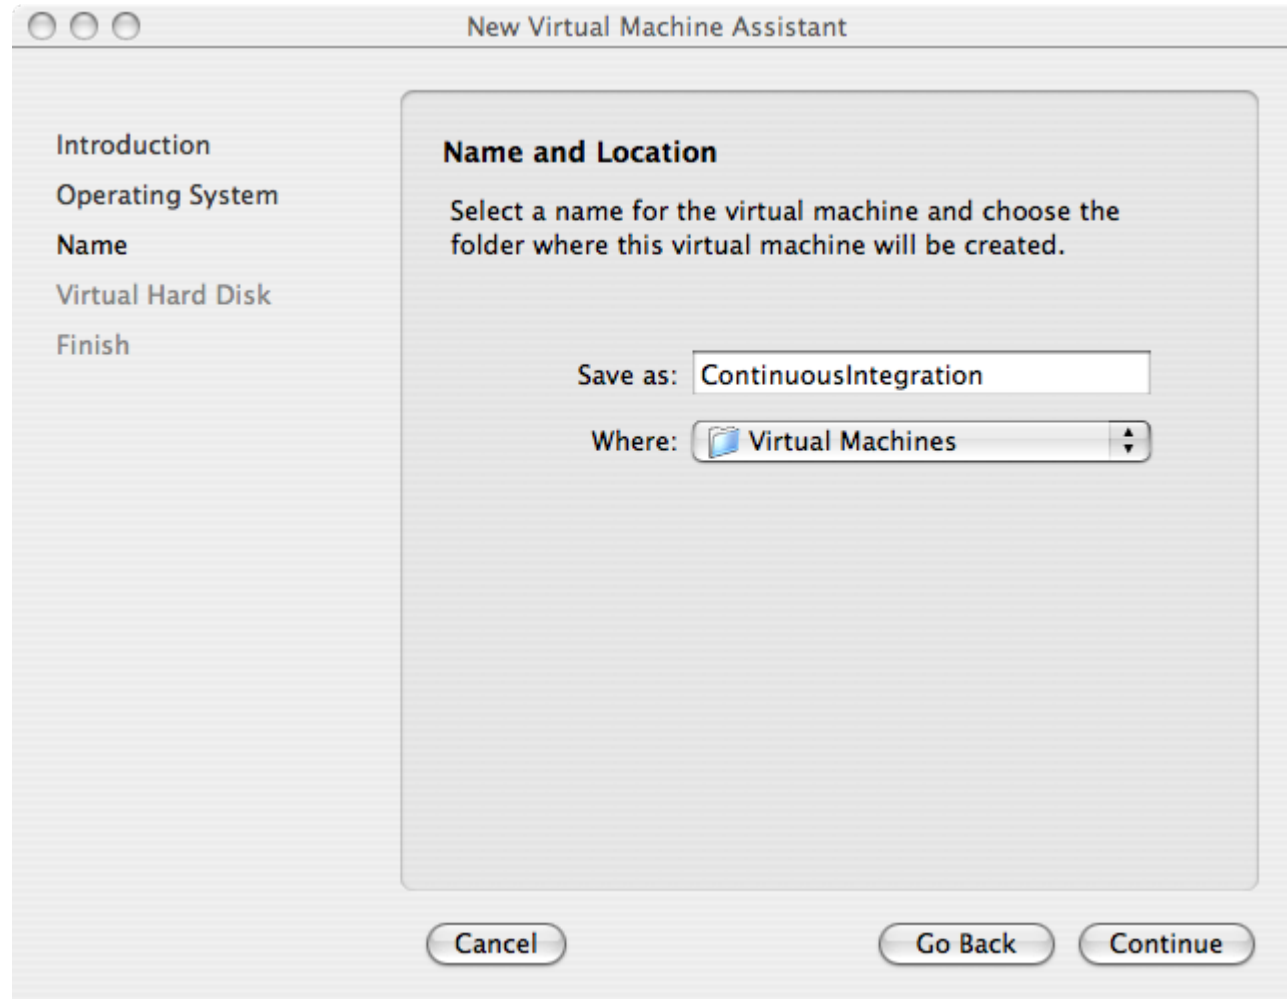 New Virtual Machine Assistant
Introduction
Operating System
Name
Virtual Hard Disk
Finish
Name and Location
Select a name for the virtual machine and choose the
folder where this virtual machine will be created.
Save as: ContinuousIntegration
Where: Virtual Machines
Cancel
Go Back
Continue